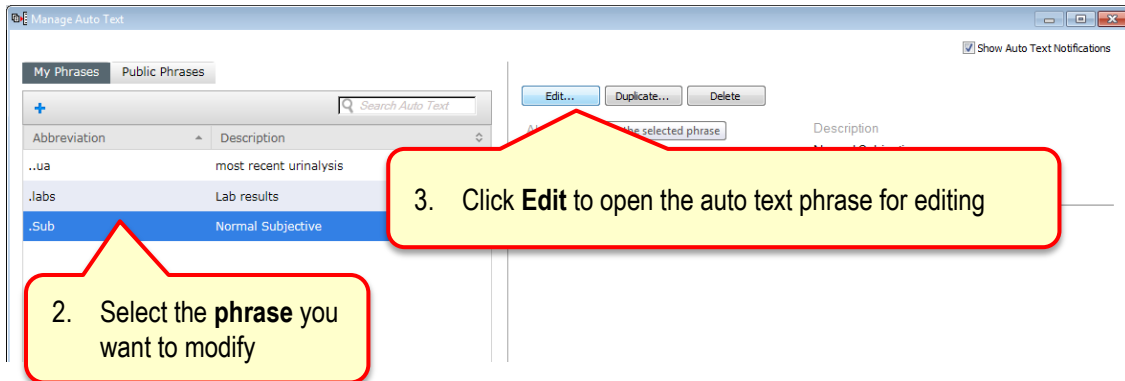 Manage Auto Text
Show Auto Text Notifications
My Phrases Public Phrases
+ Search Auto Text
Edit... Duplicate... Delete
Abbreviation Description
the selected phrase Description
..ua most recent urinalysis
.labs Lab results
.Sub Normal Subjective
3. Click Edit to open the auto text phrase for editing
2. Select the phrase you
want to modify